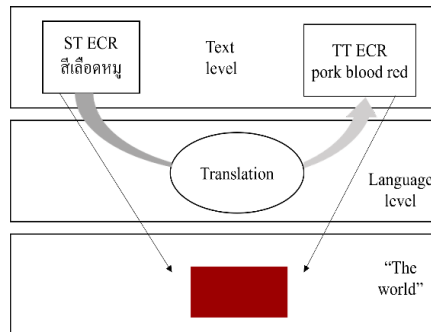 ST ECR
สีเลือดหมู
Text
level
TT ECR
pork blood red
Translation
Language
level
“The
world”